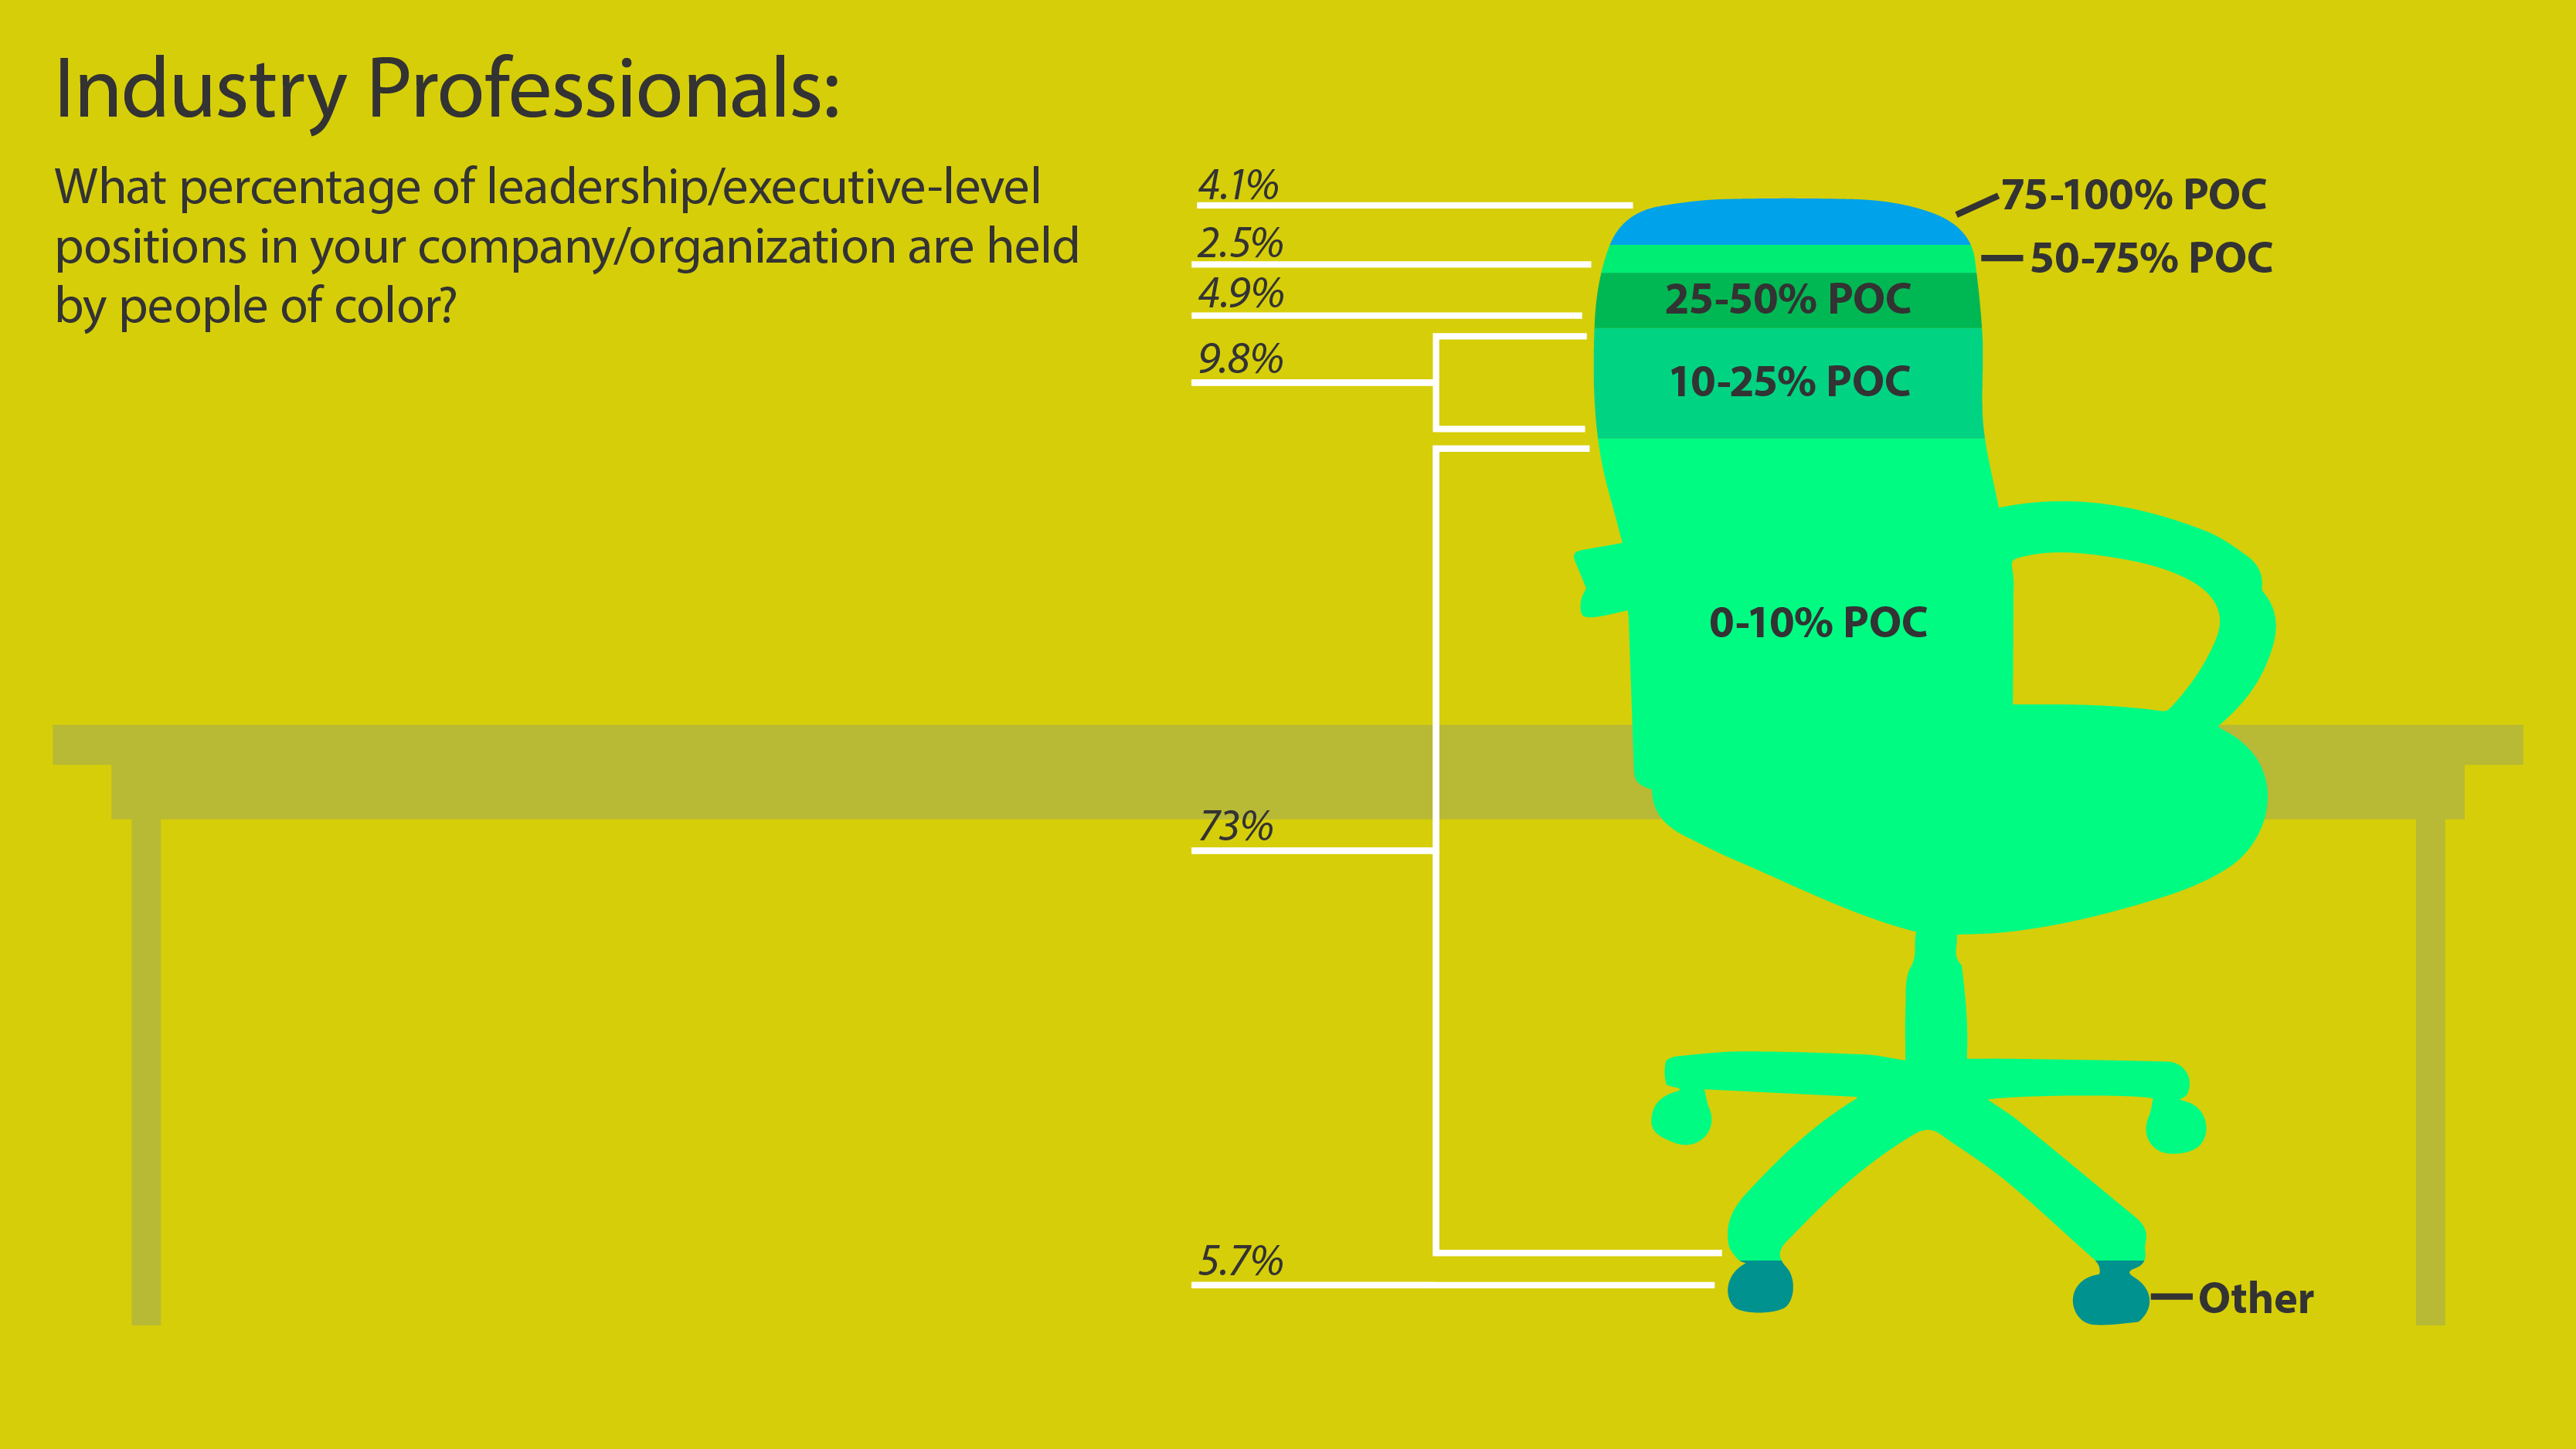 Industry Professionals:
What percentage of leadership/executive-level
positions in your company/organization are held
by people of color?
4.1%
75-100% POC
2.5%
50-75% POC
4.9%
25-50% POC
9.8%
10-25% POC
0-10% POC
73%
5.7%
Other